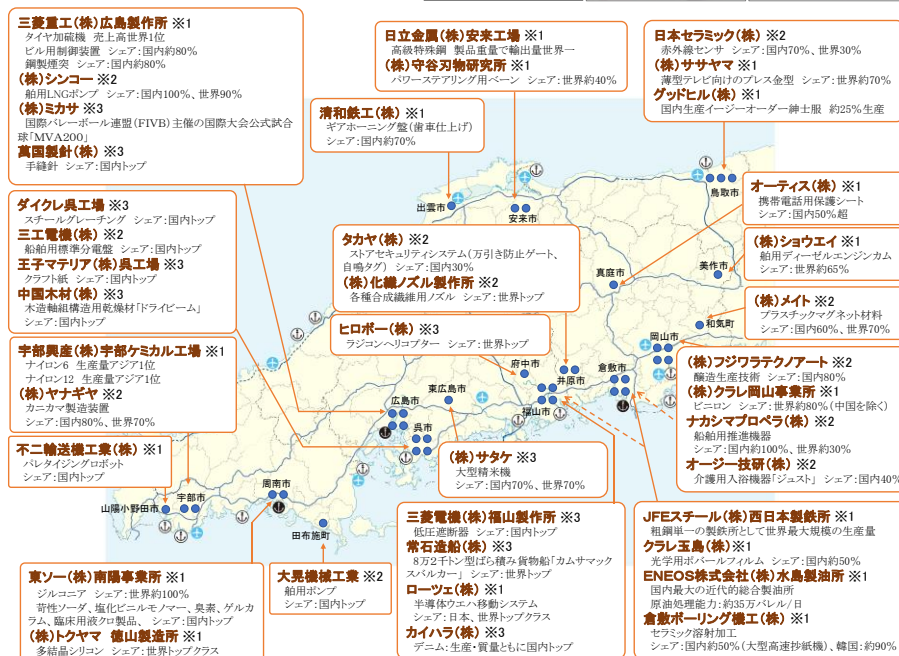 三菱重工(株)広島製作所 ※1
タイヤ加硫機 売上高世界1位
ビル用制御装置 シェア:国内約80%
鋼製煙突 シェア:国内約80%
(株)シンコー ※2
舶用LNGポンプ シェア:国内100%、世界90%
(株)ミカサ ※3
国際バレーボール連盟(FIVB)主催の国際大会公式試合
球「MVA200」
萬国製針(株) ※3
手縫針 シェア:国内トップ
日立金属(株)安来工場 ※1
高級特殊鋼 製品重量で輸出量世界一
(株)守谷刃物研究所 ※1
パワーステアリング用ベーン シェア:世界約40%
日本セラミック(株) ※2
赤外線センサ シェア:国内70%、世界30%
(株)ササヤマ ※1
薄型テレビ向けのプレス金型 シェア:世界約70%
グッドヒル(株) ※1
国内生産イージーオーダー紳士服 約25%生産
清和鉄工(株) ※1
ギアホーニング盤(歯車仕上げ)
シェア:国内約70%
出雲市
安来市
鳥取市
オーティス(株) ※1
携帯電話用保護シート
シェア:国内50%超
ダイクレ呉工場 ※3
スチールグレーチング シェア:国内トップ
三工電機(株) ※2
船舶用標準分電盤 シェア:国内トップ
王子マテリア(株)呉工場 ※3
クラフト紙 シェア:国内トップ
中国木材(株) ※3
木造軸組構造用乾燥材「ドライビーム」
シェア:国内トップ
タカヤ(株) ※2
ストアセキュリティシステム(万引き防止ゲート、
自鳴タグ) シェア:国内30%
(株)化繊ノズル製作所 ※2
各種合成繊維用ノズル シェア:世界トップ
真庭市
(株)ショウエイ ※1
舶用ディーゼルエンジンカム
シェア:世界約65%
美作市
(株)メイト ※2
プラスチックマグネット材料
シェア:国内60%、世界70%
和気町
ヒロボー(株) ※3
ラジコンヘリコプター シェア:世界トップ
岡山市
宇部興産(株)宇部ケミカル工場 ※1
ナイロン6 生産量アジア1位
ナイロン12 生産量アジア1位
(株)ヤナギヤ ※2
カニカマ製造装置
シェア:国内80%、世界70%
府中市
井原市
倉敷市
東広島市
広島市
福山市
呉市
(株)フジワラテクノアート ※2
醸造生産技術 シェア:国内80%
(株)クラレ岡山事業所 ※1
ビニロン シェア:世界約80%(中国を除く)
ナカシマプロペラ(株) ※2
船舶用推進機器
シェア:国内約100%、世界約30%
オージー技研(株) ※2
介護用入浴機器「ジュスト」 シェア:国内40%
不二輸送機工業(株) ※1
パレタイジングロボット
シェア:国内トップ
(株)サタケ ※3
大型精米機
シェア:国内70%、世界70%
山陽小野田市
宇部市
周南市
田布施町
三菱電機(株)福山製作所 ※3
低圧遮断器 シェア:国内トップ
常石造船(株) ※3
8万2千トン型ばら積み貨物船「カムサマック
スバルカー」 シェア:世界トップ
ローツェ(株) ※1
半導体ウエハ移動システム
シェア:日本、世界トップクラス
カイハラ(株) ※3
デニム:生産・質量ともに国内トップ
JFEスチール(株)西日本製鉄所 ※1
粗鋼単一の製鉄所として世界最大規模の生産量
クラレ玉島(株) ※1
光学用ポバールフィルム シェア:国内約50%
ENEOS株式会社(株)水島製油所 ※1
国内最大の近代的総合製油所
原油処理能力:約35万バレル/日
倉敷ボーリング機工(株) ※1
セラミック溶射加工
シェア:国内約50%(大型高速抄紙機)、韓国:約90%
東ソー(株)南陽事業所 ※1
ジルコニア シェア:世界約100%
苛性ソーダ、塩化ビニルモノマー、臭素、ゲルカ
ラム、臨床用液クロ製品、 シェア:国内トップ
(株)トクヤマ 徳山製造所 ※1
多結晶シリコン シェア:世界トップクラス
大晃機械工業 ※2
舶用ポンプ
シェア:国内トップ